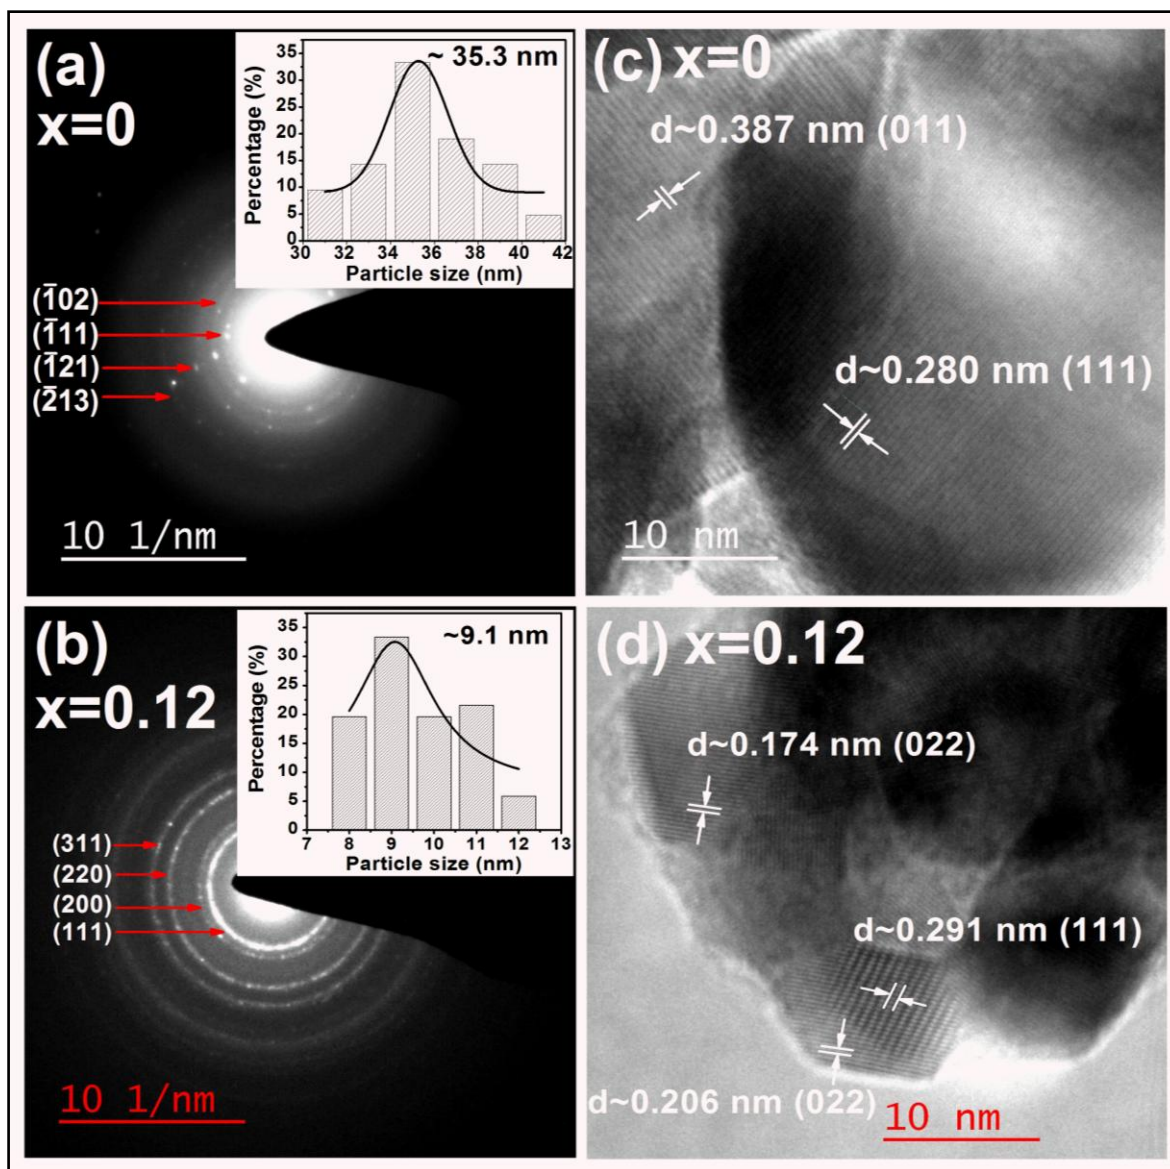 (a)
x=0
~ 35.3 nm
Percentage (%)
35
30
25
20
15
10
5
0
30 32 34 36 38 40 42
Particle size (nm)
(1̄02)
(1̄11)
(1̄21)
(2̄13)
10 1/nm
(c) x=0
d~0.387 nm (011)
d~0.280 nm (111)
10 nm
(b)
x=0.12
~9.1 nm
Percentage (%)
35
30
25
20
15
10
5
0
7 8 9 10 11 12 13
Particle size (nm)
(311)
(220)
(200)
(111)
10 1/nm
(d) x=0.12
d~0.174 nm (022)
d~0.291 nm (111)
d~0.206 nm (022)
10 nm